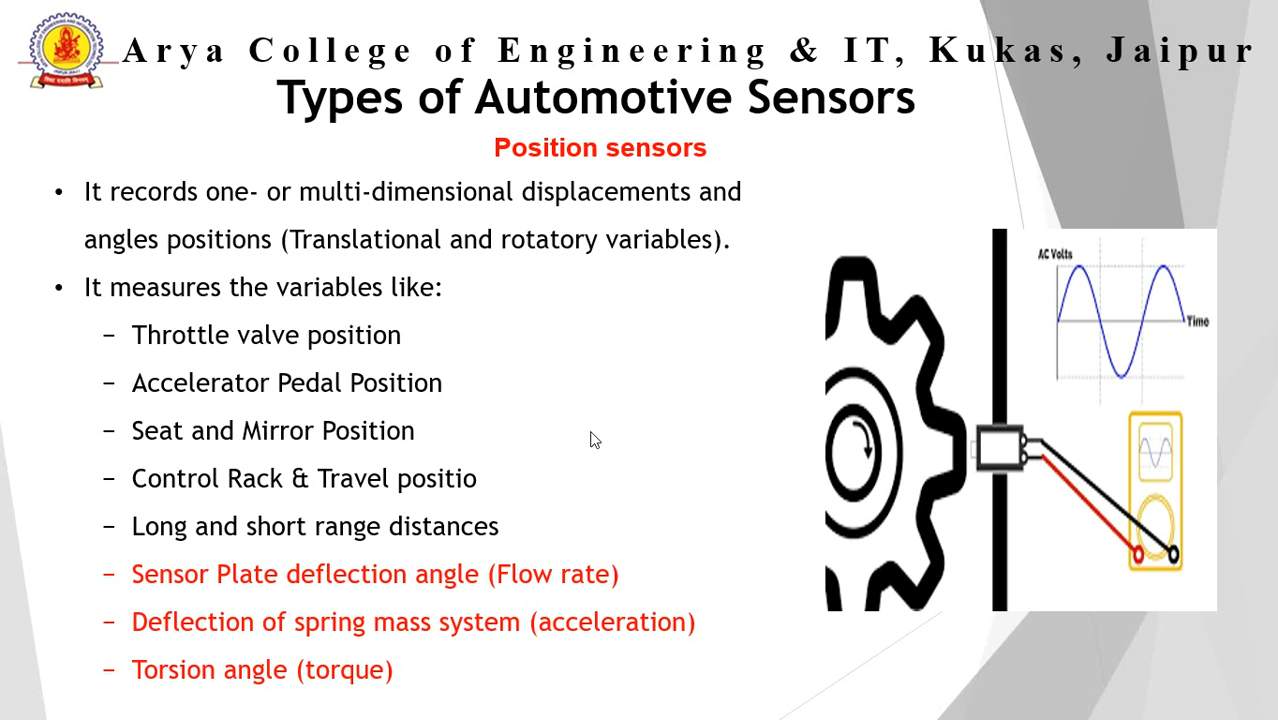 Arya College of Engineering & IT, Kukas, Jaipur
Types of Automotive Sensors
Position sensors
• It records one- or multi-dimensional displacements and
angles positions (Translational and rotatory variables).
• It measures the variables like:
– Throttle valve position
– Accelerator Pedal Position
– Seat and Mirror Position
– Control Rack & Travel positio
– Long and short range distances
– Sensor Plate deflection angle (Flow rate)
– Deflection of spring mass system (acceleration)
– Torsion angle (torque)
AC Volts
Time